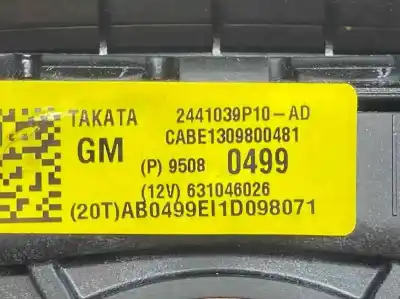 TAKATA 2441039P10-AD
CABE1309800481
GM (P) 9508 0499
(12V) 631046026
(20T)AB0499EI1D098071